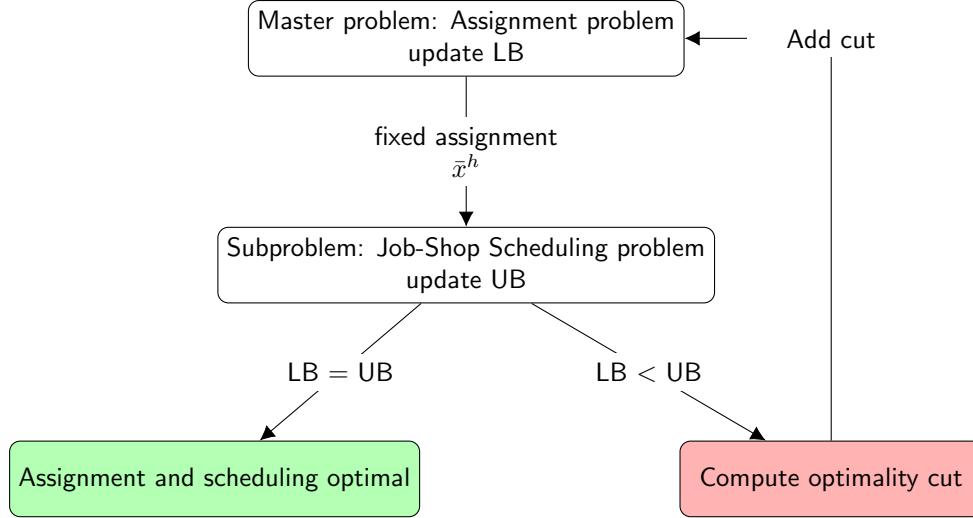 Master problem: Assignment problem
update LB
Add cut
fixed assignment
x̄ʰ
Subproblem: Job-Shop Scheduling problem
update UB
LB = UB
LB < UB
Assignment and scheduling optimal
Compute optimality cut